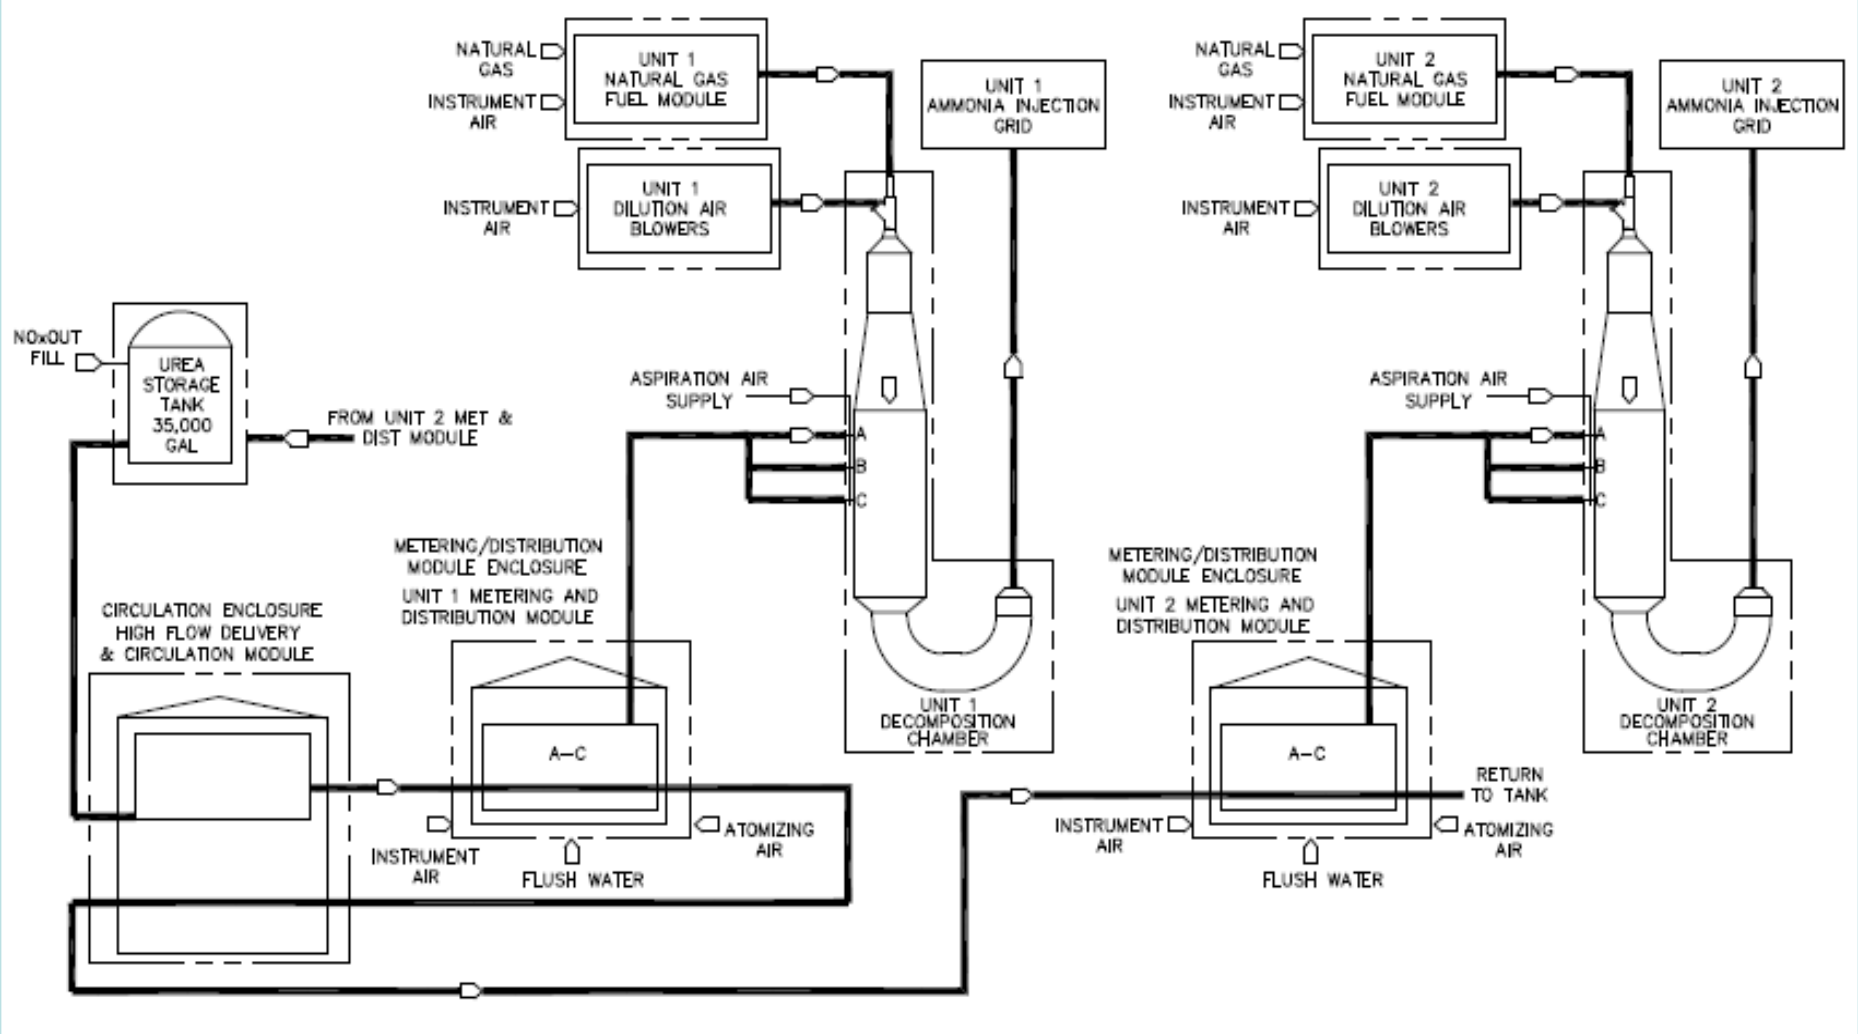 NATURAL
GAS
INSTRUMENT
AIR
UNIT 1
NATURAL GAS
FUEL MODULE
UNIT 1
AMMONIA INJECTION
GRID
INSTRUMENT
AIR
UNIT 1
DILUTION AIR
BLOWERS
NATURAL
GAS
INSTRUMENT
AIR
UNIT 2
NATURAL GAS
FUEL MODULE
UNIT 2
AMMONIA INJECTION
GRID
INSTRUMENT
AIR
UNIT 2
DILUTION AIR
BLOWERS
NOxOUT
FILL
UREA
STORAGE
TANK
35,000
GAL
FROM UNIT 2 MET &
DIST MODULE
ASPIRATION AIR
SUPPLY
A
B
C
ASPIRATION AIR
SUPPLY
A
B
C
METERING/DISTRIBUTION
MODULE ENCLOSURE
UNIT 1 METERING AND
DISTRIBUTION MODULE
METERING/DISTRIBUTION
MODULE ENCLOSURE
UNIT 2 METERING AND
DISTRIBUTION MODULE
CIRCULATION ENCLOSURE
HIGH FLOW DELIVERY
& CIRCULATION MODULE
UNIT 1
DECOMPOSITION
CHAMBER
UNIT 2
DECOMPOSITION
CHAMBER
A-C
A-C
RETURN
TO TANK
INSTRUMENT
AIR
FLUSH WATER
ATOMIZING
AIR
INSTRUMENT
AIR
FLUSH WATER
ATOMIZING
AIR